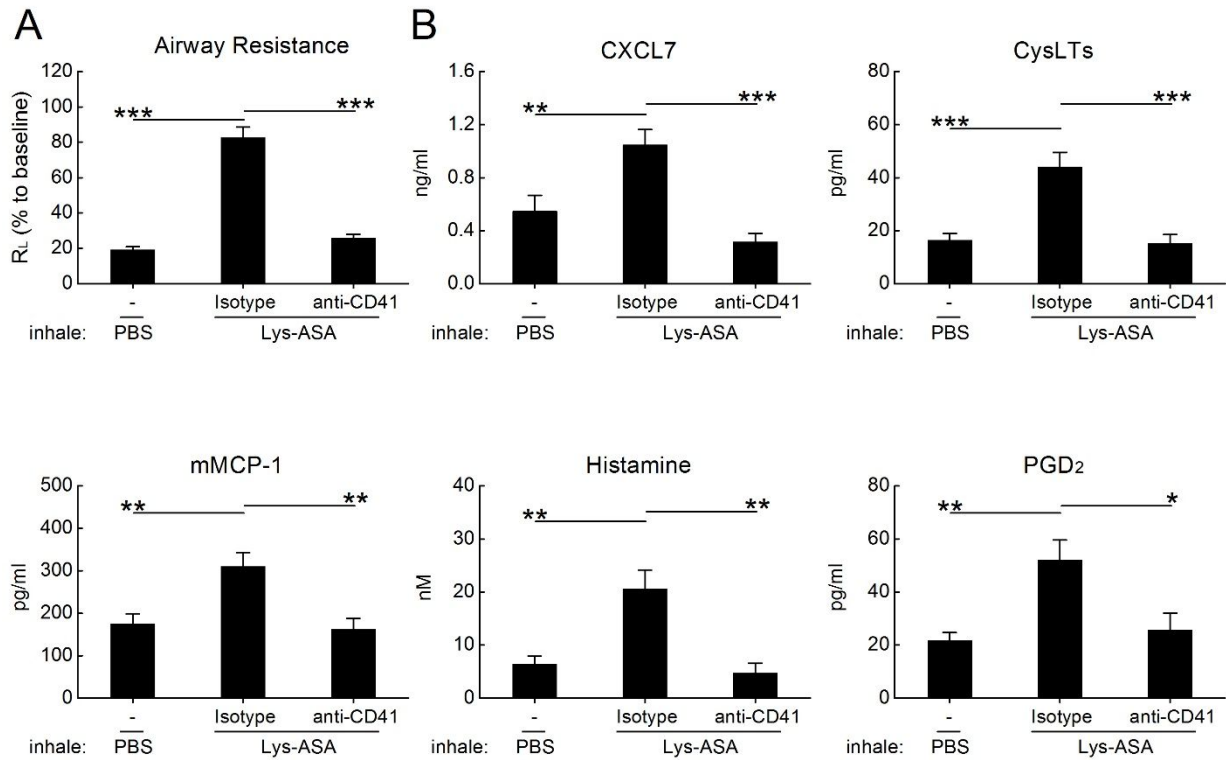 A
Airway Resistance
RL (% to baseline)
120
100
80
60
40
20
0
*** ***
- Isotype anti-CD41
inhale: PBS Lys-ASA
B
CXCL7
ng/ml
1.6
1.2
0.8
0.4
0.0
** ***
- Isotype anti-CD41
inhale: PBS Lys-ASA
CysLTs
pg/ml
80
60
40
20
0
*** ***
- Isotype anti-CD41
inhale: PBS Lys-ASA
mMCP-1
pg/ml
500
400
300
200
100
0
** **
- Isotype anti-CD41
inhale: PBS Lys-ASA
Histamine
nM
40
30
20
10
0
** **
- Isotype anti-CD41
inhale: PBS Lys-ASA
PGD2
pg/ml
80
60
40
20
0
** *
- Isotype anti-CD41
inhale: PBS Lys-ASA